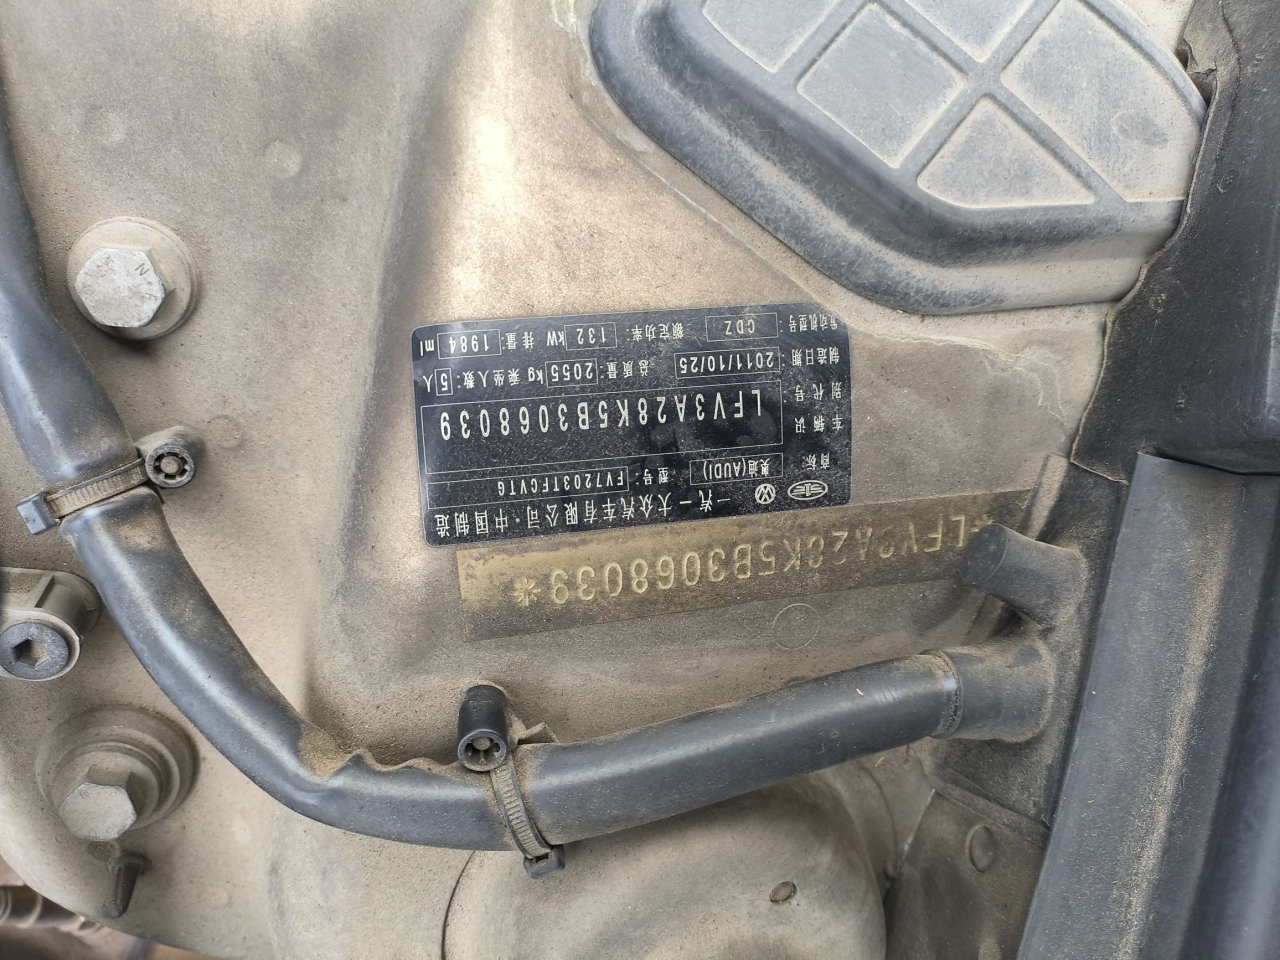 一汽－大众汽车有限公司·中国制造
商标: 奥迪(AUDI) 型号: FV7203TFCVTG
车辆识别代号 LFV3A28K5B3068039
制造日期 2011/10/25 总质量: 2055 kg 乘坐人数: 5 人
发动机型号 CDZ 额定功率: 132 kW 排量: 1984 ml
*LFV3A28K5B3068039*